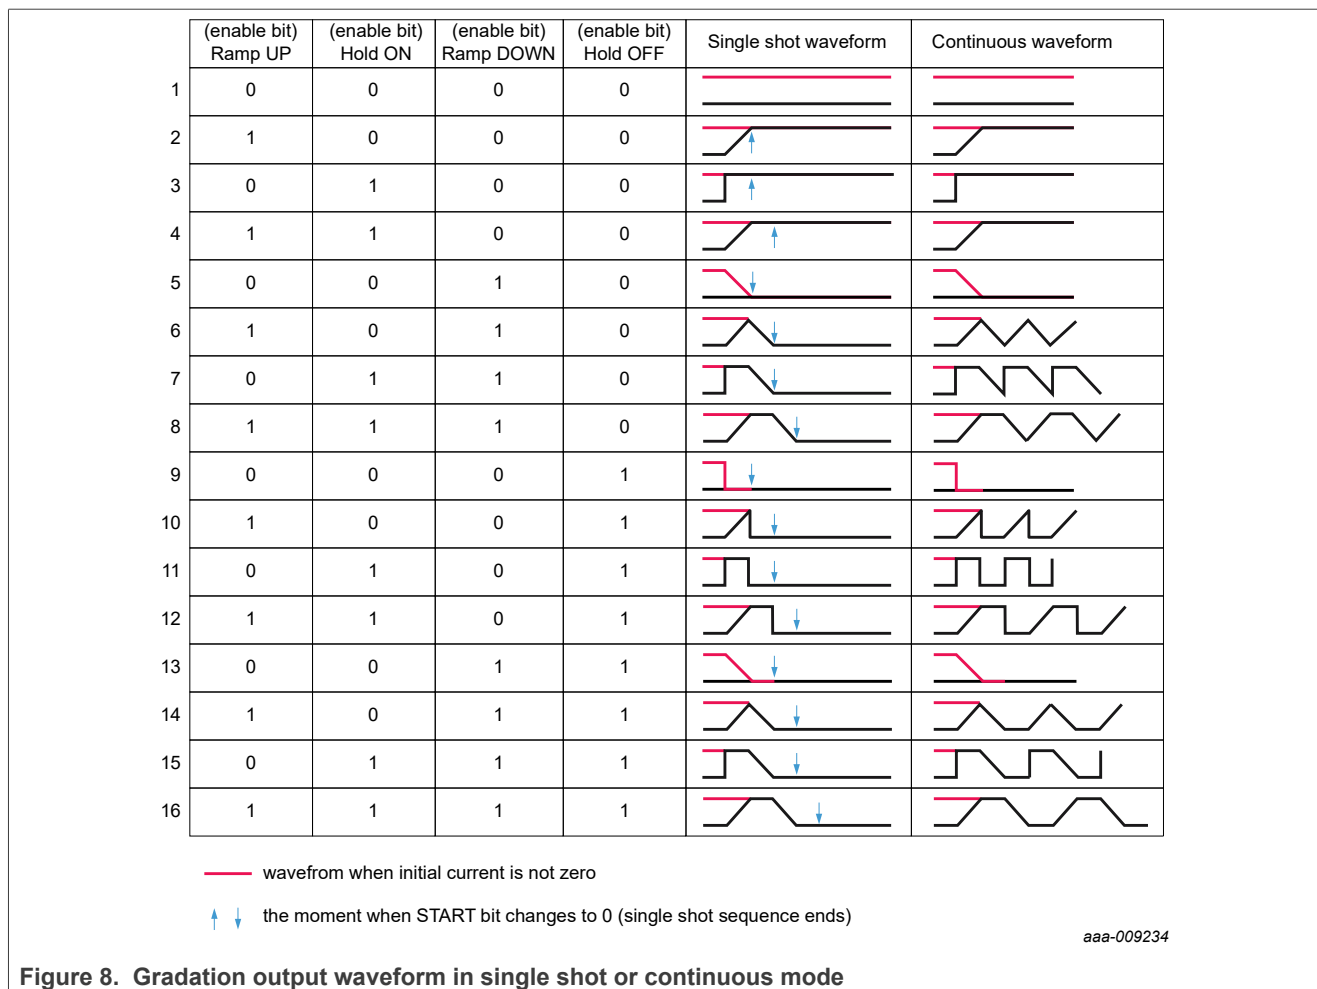 (enable bit) Ramp UP (enable bit) Hold ON (enable bit) Ramp DOWN (enable bit) Hold OFF Single shot waveform Continuous waveform
1 0 0 0 0
2 1 0 0 0
3 0 1 0 0
4 1 1 0 0
5 0 0 1 0
6 1 0 1 0
7 0 1 1 0
8 1 1 1 0
9 0 0 0 1
10 1 0 0 1
11 0 1 0 1
12 1 1 0 1
13 0 0 1 1
14 1 0 1 1
15 0 1 1 1
16 1 1 1 1
wavefrom when initial current is not zero
the moment when START bit changes to 0 (single shot sequence ends)
aaa-009234
Figure 8. Gradation output waveform in single shot or continuous mode